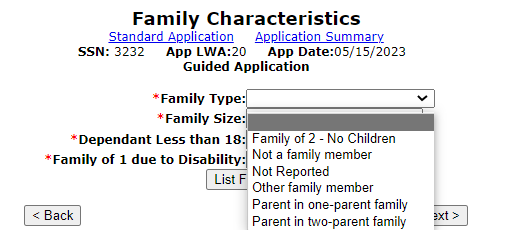 Family Characteristics
Standard Application Application Summary
SSN: 3232 App LWA:20 App Date:05/15/2023
Guided Application
*Family Type:
*Family Size:
*Dependant Less than 18:
*Family of 1 due to Disability:
Family of 2 - No Children
Not a family member
Not Reported
Other family member
Parent in one-parent family
Parent in two-parent family
List F
< Back
ext >